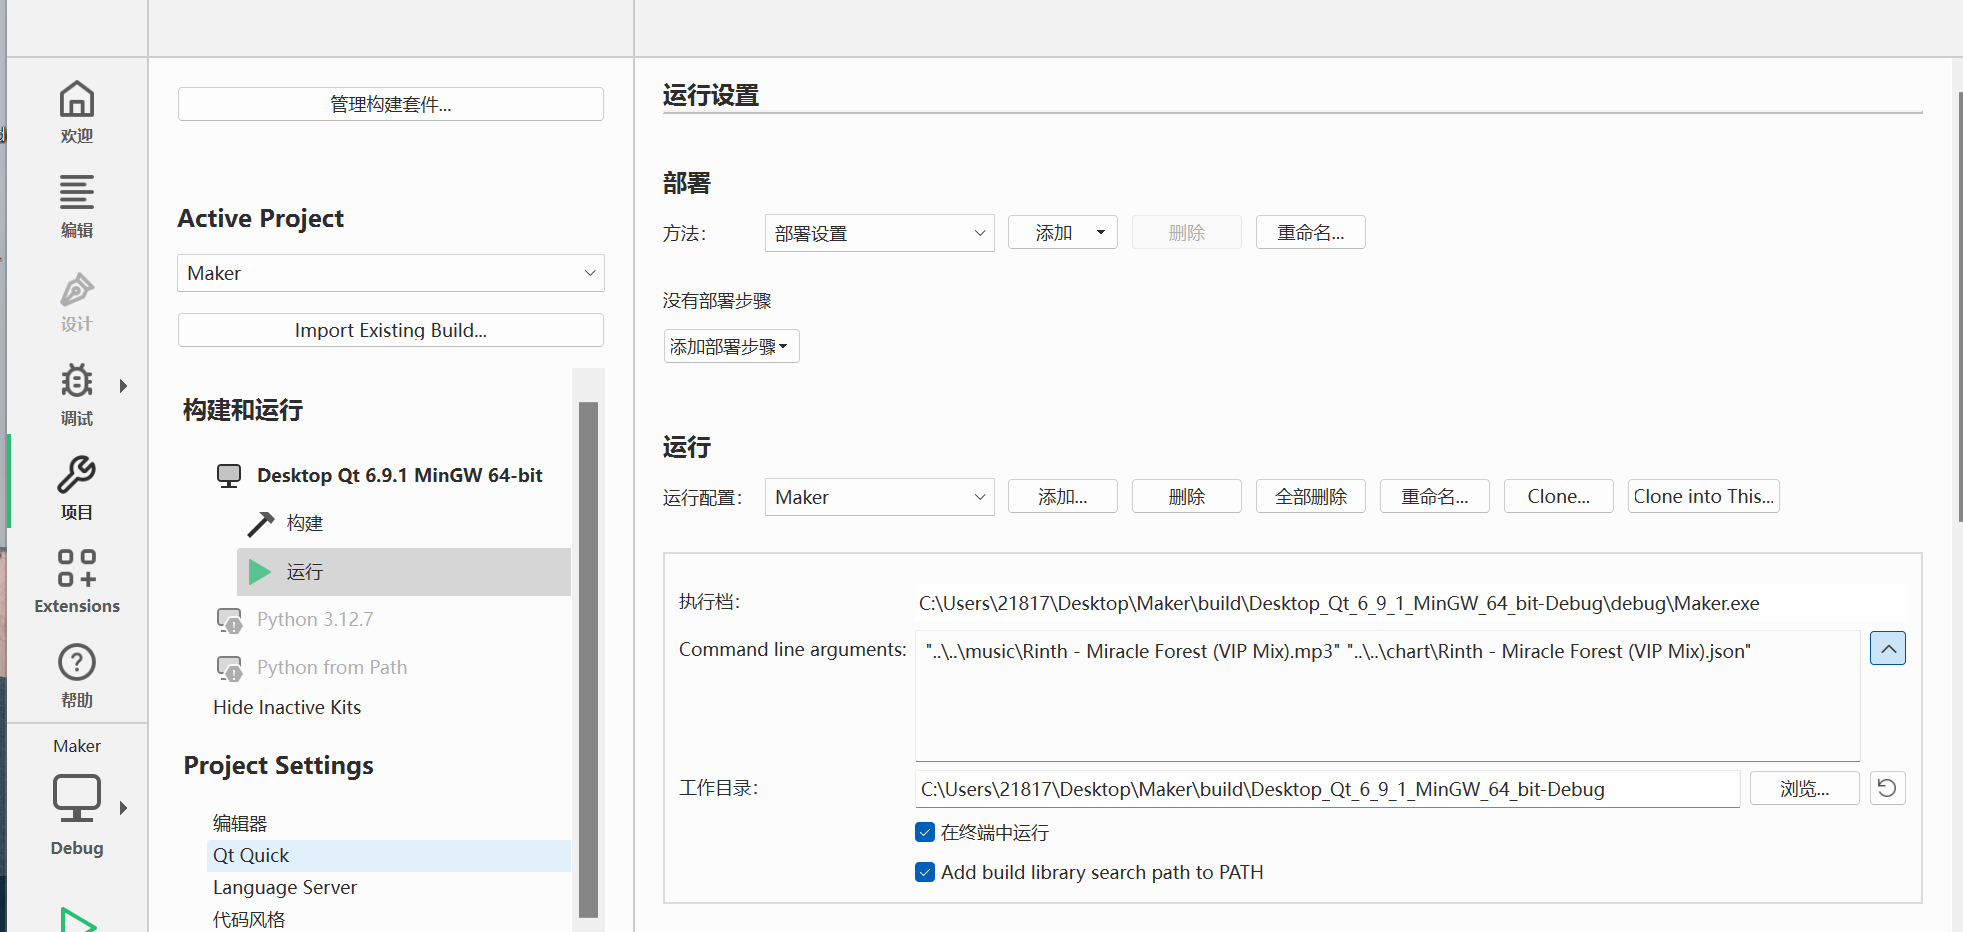 欢迎
编辑
设计
调试
项目
Extensions
帮助
Maker
Debug
管理构建套件...
Active Project
Maker
Import Existing Build...
构建和运行
Desktop Qt 6.9.1 MinGW 64-bit
构建
运行
Python 3.12.7
Python from Path
Hide Inactive Kits
Project Settings
编辑器
Qt Quick
Language Server
代码风格
运行设置
部署
方法： 部署设置 添加 删除 重命名...
没有部署步骤
添加部署步骤
运行
运行配置： Maker 添加... 删除 全部删除 重命名... Clone... Clone into This...
执行档： C:\Users\21817\Desktop\Maker\build\Desktop_Qt_6_9_1_MinGW_64_bit-Debug\debug\Maker.exe
Command line arguments: "..\..\music\Rinth - Miracle Forest (VIP Mix).mp3" "..\..\chart\Rinth - Miracle Forest (VIP Mix).json"
工作目录： C:\Users\21817\Desktop\Maker\build\Desktop_Qt_6_9_1_MinGW_64_bit-Debug 浏览...
在终端中运行
Add build library search path to PATH